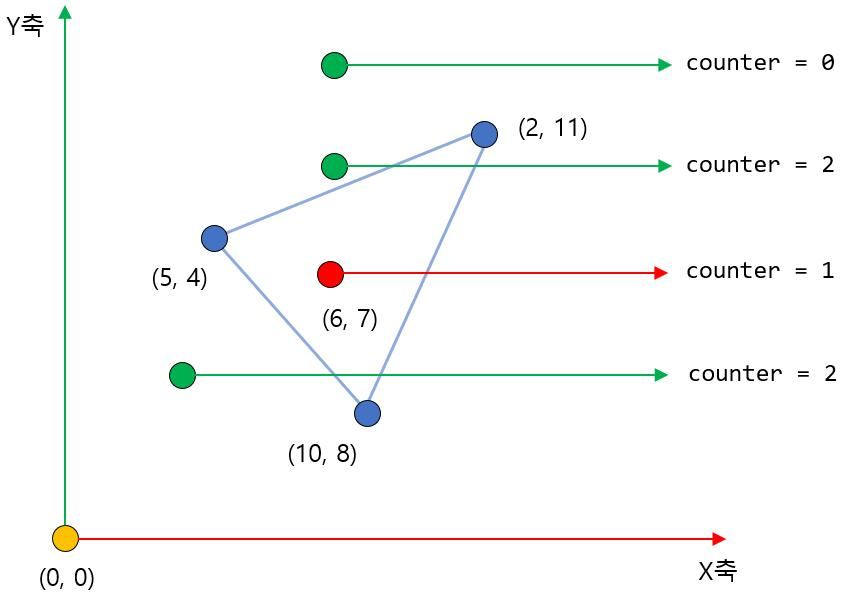 Y축
counter = 0
(2, 11)
counter = 2
(5, 4)
counter = 1
(6, 7)
counter = 2
(10, 8)
X축
(0, 0)